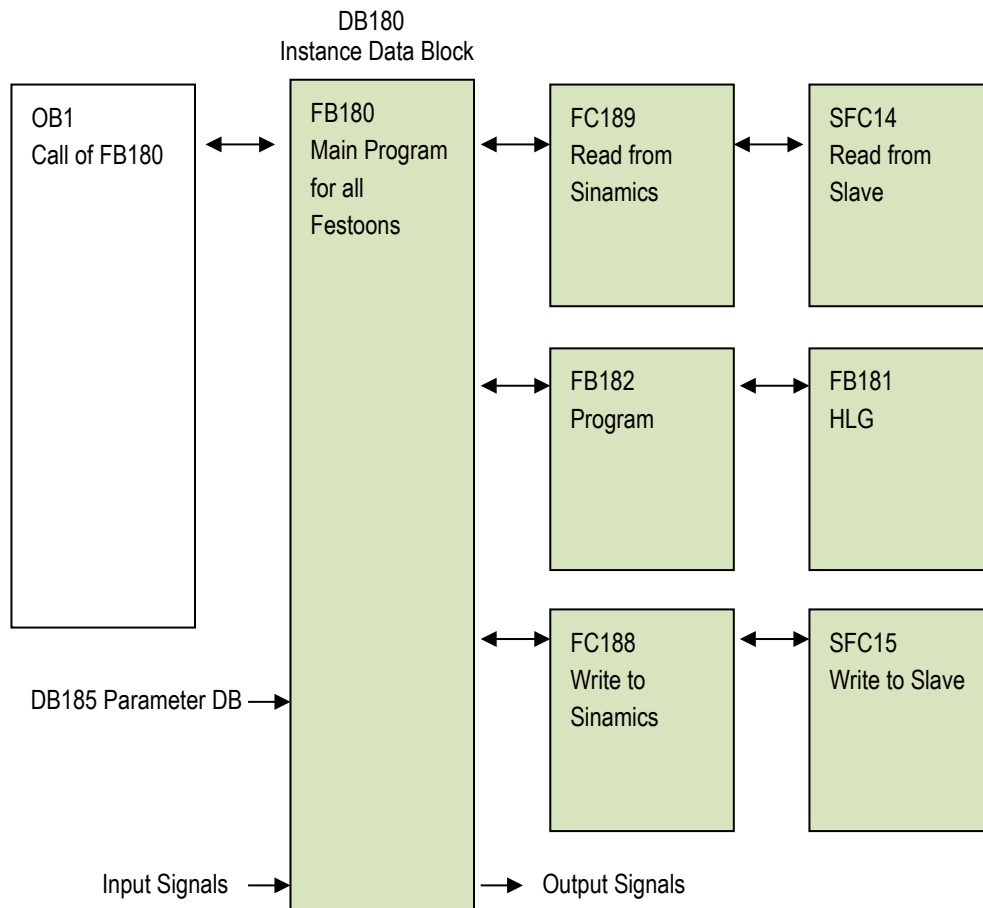 DB180
Instance Data Block
OB1
Call of FB180
FB180
Main Program
for all
Festoons
FC189
Read from
Sinamics
SFC14
Read from
Slave
FB182
Program
FB181
HLG
FC188
Write to
Sinamics
SFC15
Write to Slave
DB185 Parameter DB
Input Signals
Output Signals